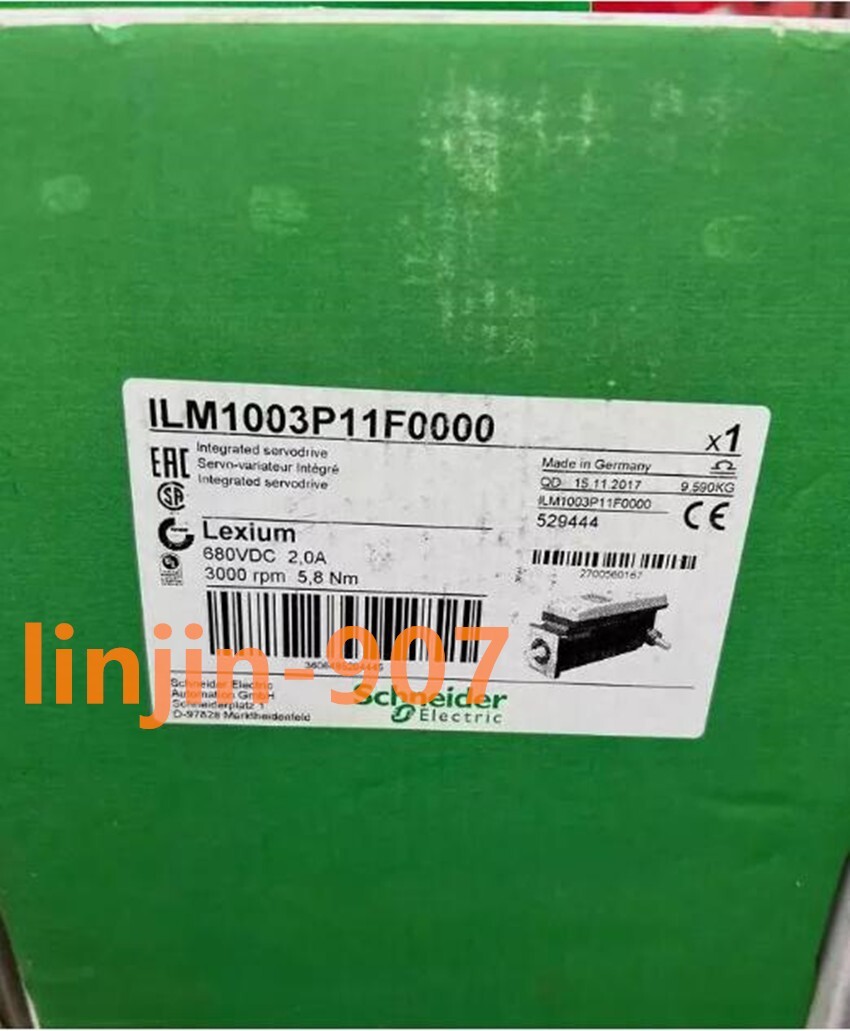 ILM1003P11F0000
x1
EAC
Integrated servodrive
Servo-variateur Intégré
Integrated servodrive
Made in Germany
QD 15.11.2017 9.590KG
ILM1003P11F0000
529444
CE
Lexium
680VDC 2,0A
3000 rpm 5,8 Nm
2700560167
linjin-907
Schneider Electric
Automation GmbH
Schneiderplatz 1
D-97828 Marktheidenfeld
Schneider
Electric